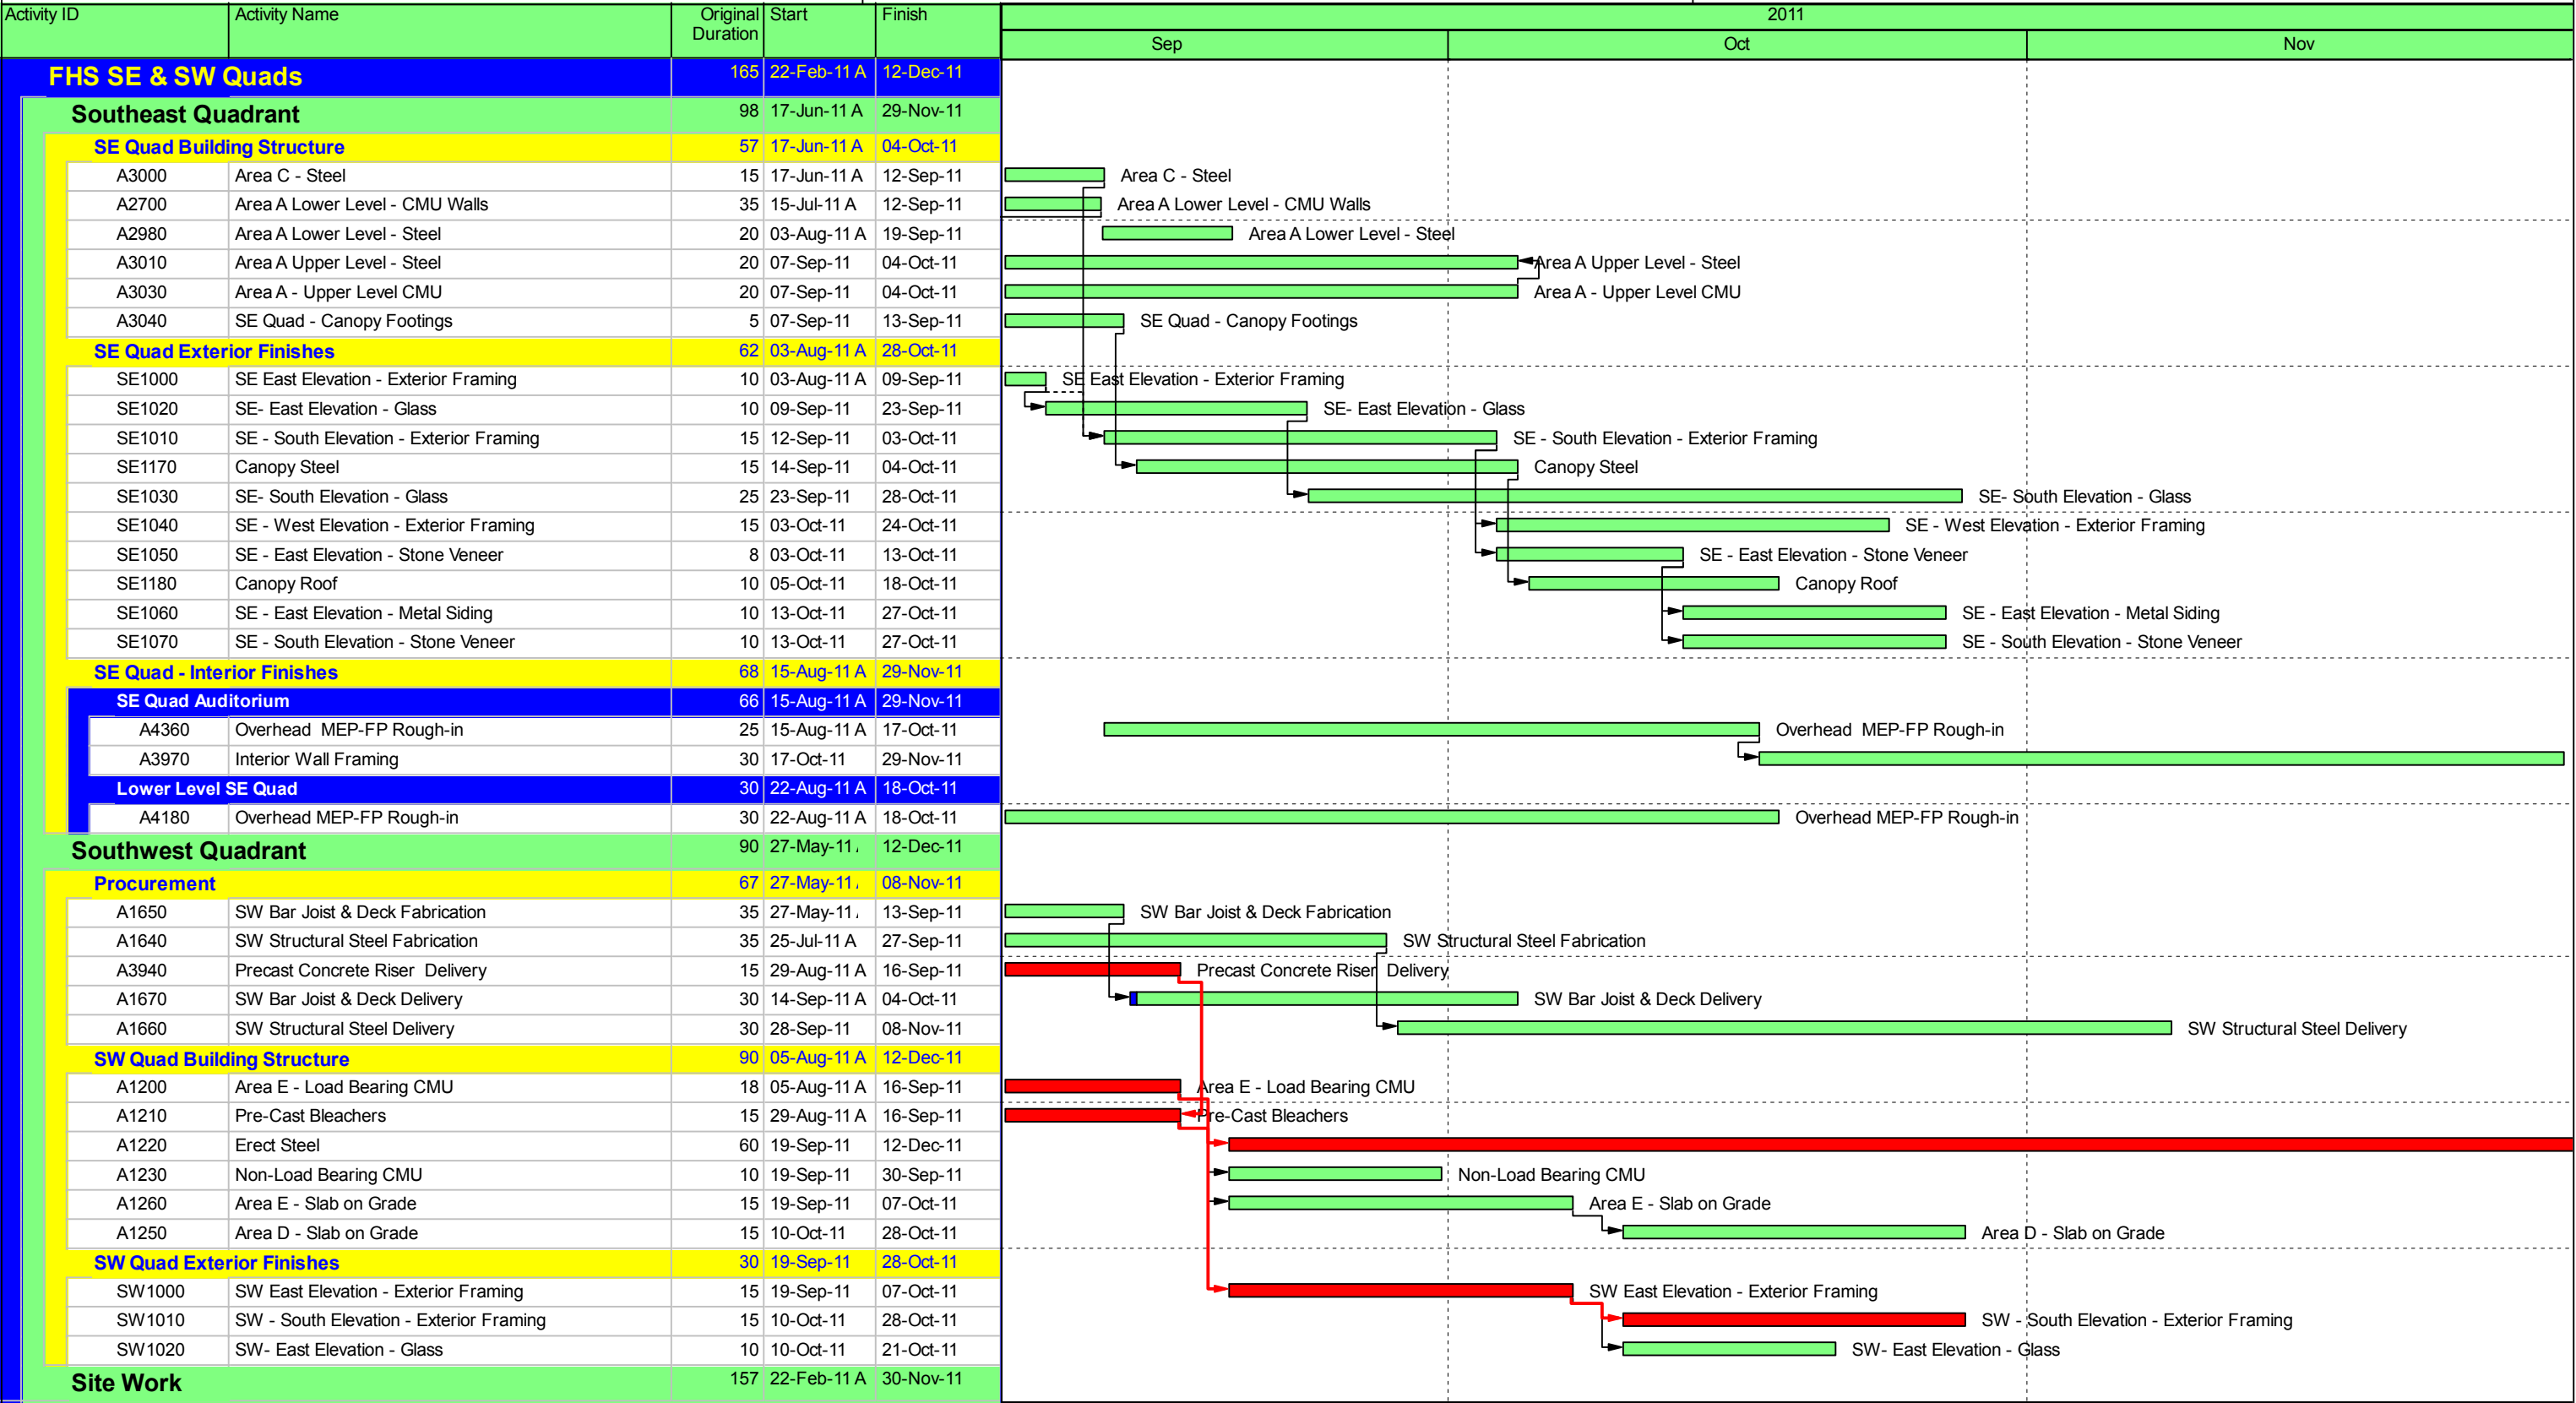 Activity ID Activity Name Original Duration Start Finish 2011
Sep Oct Nov
FHS SE & SW Quads 165 22-Feb-11 A 12-Dec-11
Southeast Quadrant 98 17-Jun-11 A 29-Nov-11
SE Quad Building Structure 57 17-Jun-11 A 04-Oct-11
A3000 Area C - Steel 15 17-Jun-11 A 12-Sep-11 Area C - Steel
A2700 Area A Lower Level - CMU Walls 35 15-Jul-11 A 12-Sep-11 Area A Lower Level - CMU Walls
A2980 Area A Lower Level - Steel 20 03-Aug-11 A 19-Sep-11 Area A Lower Level - Steel
A3010 Area A Upper Level - Steel 20 07-Sep-11 04-Oct-11 Area A Upper Level - Steel
A3030 Area A - Upper Level CMU 20 07-Sep-11 04-Oct-11 Area A - Upper Level CMU
A3040 SE Quad - Canopy Footings 5 07-Sep-11 13-Sep-11 SE Quad - Canopy Footings
SE Quad Exterior Finishes 62 03-Aug-11 A 28-Oct-11
SE1000 SE East Elevation - Exterior Framing 10 03-Aug-11 A 09-Sep-11 SE East Elevation - Exterior Framing
SE1020 SE- East Elevation - Glass 10 09-Sep-11 23-Sep-11 SE- East Elevation - Glass
SE1010 SE - South Elevation - Exterior Framing 15 12-Sep-11 03-Oct-11 SE - South Elevation - Exterior Framing
SE1170 Canopy Steel 15 14-Sep-11 04-Oct-11 Canopy Steel
SE1030 SE- South Elevation - Glass 25 23-Sep-11 28-Oct-11 SE- South Elevation - Glass
SE1040 SE - West Elevation - Exterior Framing 15 03-Oct-11 24-Oct-11 SE - West Elevation - Exterior Framing
SE1050 SE - East Elevation - Stone Veneer 8 03-Oct-11 13-Oct-11 SE - East Elevation - Stone Veneer
SE1180 Canopy Roof 10 05-Oct-11 18-Oct-11 Canopy Roof
SE1060 SE - East Elevation - Metal Siding 10 13-Oct-11 27-Oct-11 SE - East Elevation - Metal Siding
SE1070 SE - South Elevation - Stone Veneer 10 13-Oct-11 27-Oct-11 SE - South Elevation - Stone Veneer
SE Quad - Interior Finishes 68 15-Aug-11 A 29-Nov-11
SE Quad Auditorium 66 15-Aug-11 A 29-Nov-11
A4360 Overhead MEP-FP Rough-in 25 15-Aug-11 A 17-Oct-11 Overhead MEP-FP Rough-in
A3970 Interior Wall Framing 30 17-Oct-11 29-Nov-11
Lower Level SE Quad 30 22-Aug-11 A 18-Oct-11
A4180 Overhead MEP-FP Rough-in 30 22-Aug-11 A 18-Oct-11 Overhead MEP-FP Rough-in
Southwest Quadrant 90 27-May-11 12-Dec-11
Procurement 67 27-May-11 08-Nov-11
A1650 SW Bar Joist & Deck Fabrication 35 27-May-11 13-Sep-11 SW Bar Joist & Deck Fabrication
A1640 SW Structural Steel Fabrication 35 25-Jul-11 A 27-Sep-11 SW Structural Steel Fabrication
A3940 Precast Concrete Riser Delivery 15 29-Aug-11 A 16-Sep-11 Precast Concrete Riser Delivery
A1670 SW Bar Joist & Deck Delivery 30 14-Sep-11 A 04-Oct-11 SW Bar Joist & Deck Delivery
A1660 SW Structural Steel Delivery 30 28-Sep-11 08-Nov-11 SW Structural Steel Delivery
SW Quad Building Structure 90 05-Aug-11 A 12-Dec-11
A1200 Area E - Load Bearing CMU 18 05-Aug-11 A 16-Sep-11 Area E - Load Bearing CMU
A1210 Pre-Cast Bleachers 15 29-Aug-11 A 16-Sep-11 Pre-Cast Bleachers
A1220 Erect Steel 60 19-Sep-11 12-Dec-11
A1230 Non-Load Bearing CMU 10 19-Sep-11 30-Sep-11 Non-Load Bearing CMU
A1260 Area E - Slab on Grade 15 19-Sep-11 07-Oct-11 Area E - Slab on Grade
A1250 Area D - Slab on Grade 15 10-Oct-11 28-Oct-11 Area D - Slab on Grade
SW Quad Exterior Finishes 30 19-Sep-11 28-Oct-11
SW1000 SW East Elevation - Exterior Framing 15 19-Sep-11 07-Oct-11 SW East Elevation - Exterior Framing
SW1010 SW - South Elevation - Exterior Framing 15 10-Oct-11 28-Oct-11 SW - South Elevation - Exterior Framing
SW1020 SW- East Elevation - Glass 10 10-Oct-11 21-Oct-11 SW- East Elevation - Glass
Site Work 157 22-Feb-11 A 30-Nov-11